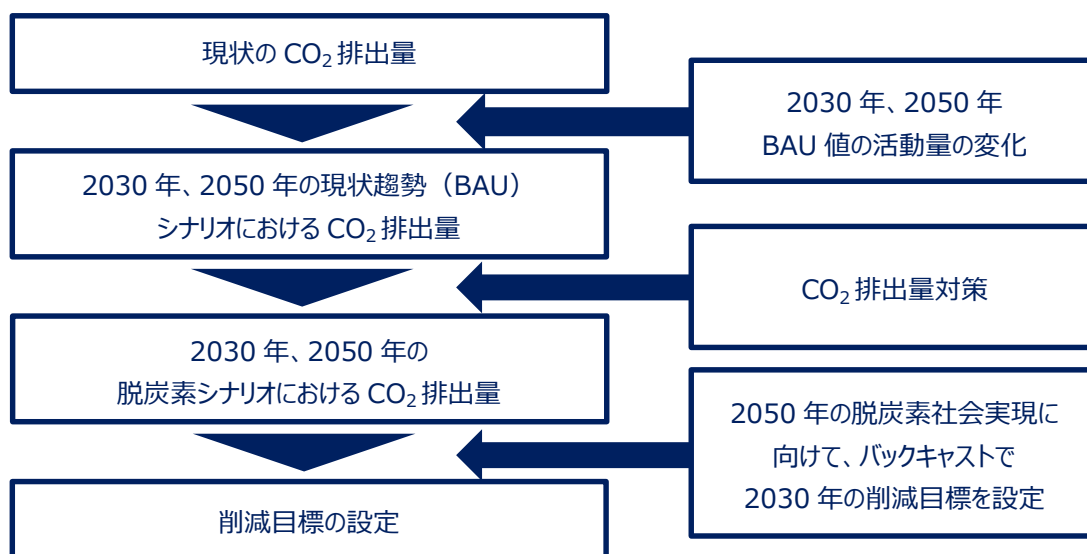 現状の CO₂ 排出量
2030 年、2050 年
BAU 値の活動量の変化
2030 年、2050 年の現状趨勢（BAU）
シナリオにおける CO₂ 排出量
CO₂ 排出量対策
2030 年、2050 年の
脱炭素シナリオにおける CO₂ 排出量
2050 年の脱炭素社会実現に
向けて、バックキャストで
2030 年の削減目標を設定
削減目標の設定